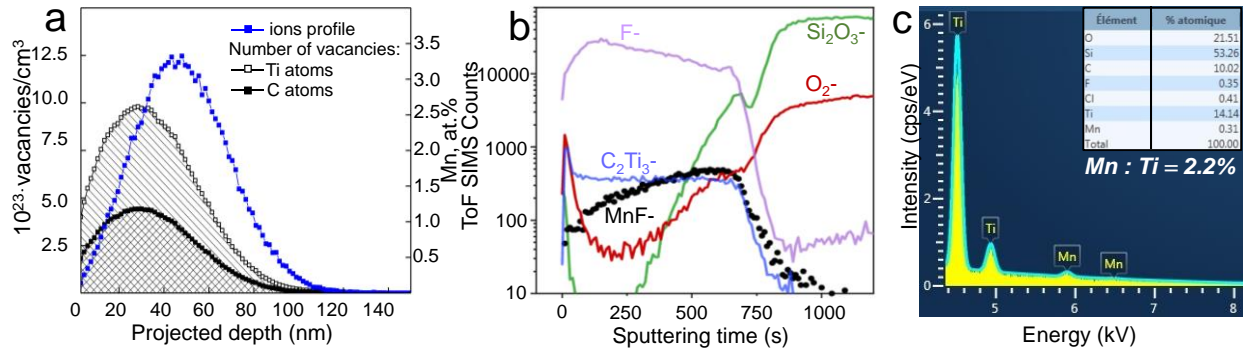 a
ions profile
Number of vacancies:
Ti atoms
C atoms
10²³· vacancies/cm³
12.5
10.0
7.5
5.0
2.5
0 20 40 60 80 100 120 140
Projected depth (nm)
3.5
3.0
2.5
2.0
1.5
1.0
0.5
Mn, at.%
b
ToF SIMS Counts
10000
1000
100
10
F-
Si₂O₃-
O₂-
C₂Ti₃-
MnF-
0 250 500 750 1000
Sputtering time (s)
c
Intensity (cps/eV)
6
4
2
0
Ti
Ti
Mn
Mn
Élément % atomique
O 21.51
Si 53.26
C 10.02
F 0.35
Cl 0.41
Ti 14.14
Mn 0.31
Total 100.00
Mn : Ti = 2.2%
5 6 7 8
Energy (kV)